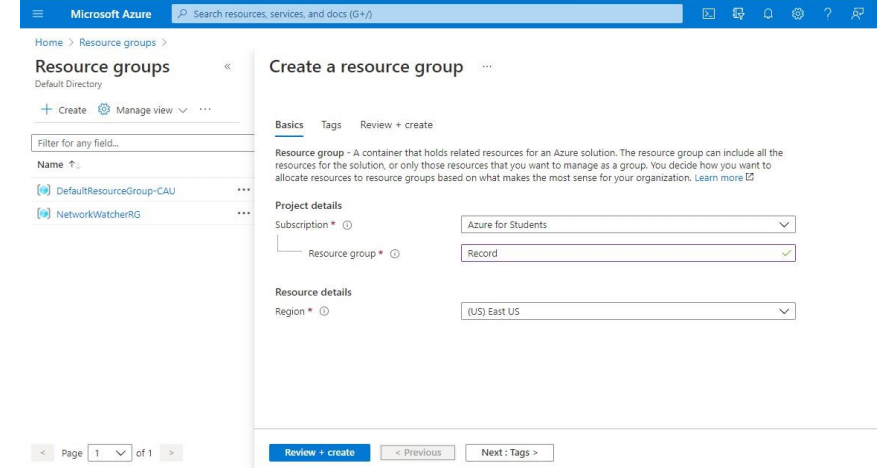 Microsoft Azure
Search resources, services, and docs (G+/)
Home > Resource groups >
Resource groups
«
Default Directory
+ Create
Manage view
...
Filter for any field...
Name ↑↓
DefaultResourceGroup-CAU
...
NetworkWatcherRG
...
< Page 1 of 1 >
Create a resource group ...
Basics Tags Review + create
Resource group - A container that holds related resources for an Azure solution. The resource group can include all the
resources for the solution, or only those resources that you want to manage as a group. You decide how you want to
allocate resources to resource groups based on what makes the most sense for your organization. Learn more
Project details
Subscription * Azure for Students
Resource group * Record
Resource details
Region * (US) East US
Review + create < Previous Next : Tags >